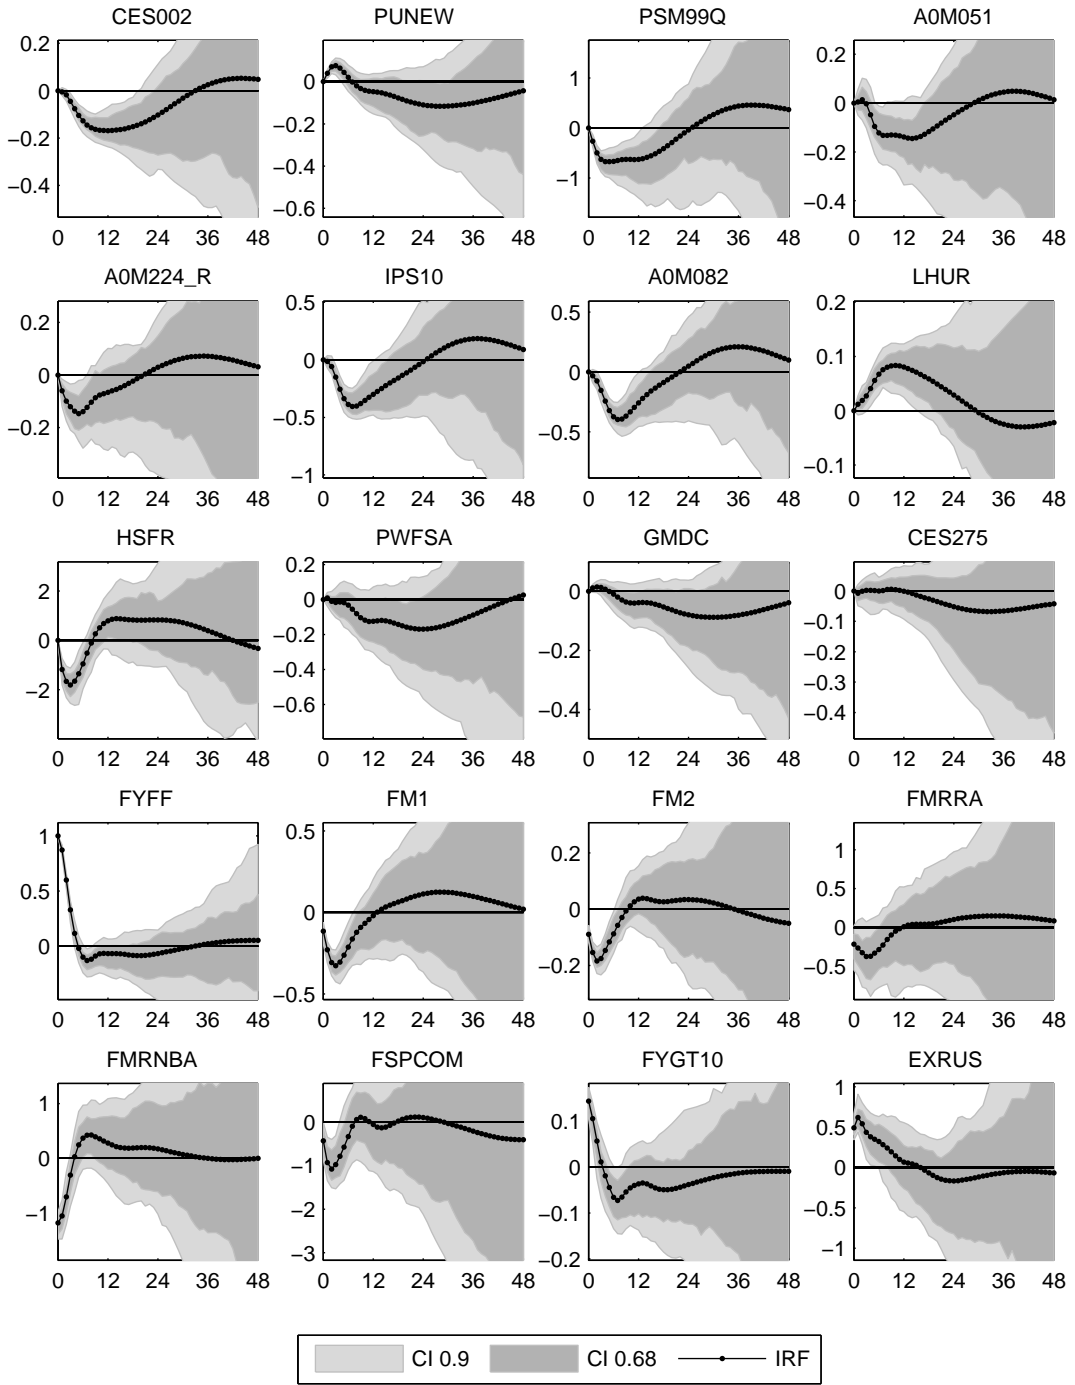 CES002 PUNEW PSM99Q A0M051
0.2 0 −0.2 −0.4
0.2 0 −0.2 −0.4 −0.6
1 0 −1
0.2 0 −0.2 −0.4
0 12 24 36 48 0 12 24 36 48 0 12 24 36 48 0 12 24 36 48
A0M224_R IPS10 A0M082 LHUR
0.2 0 −0.2
0.5 0 −0.5 −1
0.5 0 −0.5
0.2 0.1 0 −0.1
0 12 24 36 48 0 12 24 36 48 0 12 24 36 48 0 12 24 36 48
HSFR PWFSA GMDC CES275
2 0 −2
0.2 0 −0.2 −0.4 −0.6
0 −0.2 −0.4
0 −0.1 −0.2 −0.3 −0.4
0 12 24 36 48 0 12 24 36 48 0 12 24 36 48 0 12 24 36 48
FYFF FM1 FM2 FMRRA
1 0.5 0
0.5 0 −0.5
0.2 0 −0.2
1 0.5 0 −0.5
0 12 24 36 48 0 12 24 36 48 0 12 24 36 48 0 12 24 36 48
FMRNBA FSPCOM FYGT10 EXRUS
1 0 −1
0 −1 −2 −3
0.1 0 −0.1 −0.2
1 0.5 0 −0.5 −1
0 12 24 36 48 0 12 24 36 48 0 12 24 36 48 0 12 24 36 48
CI 0.9 CI 0.68 IRF